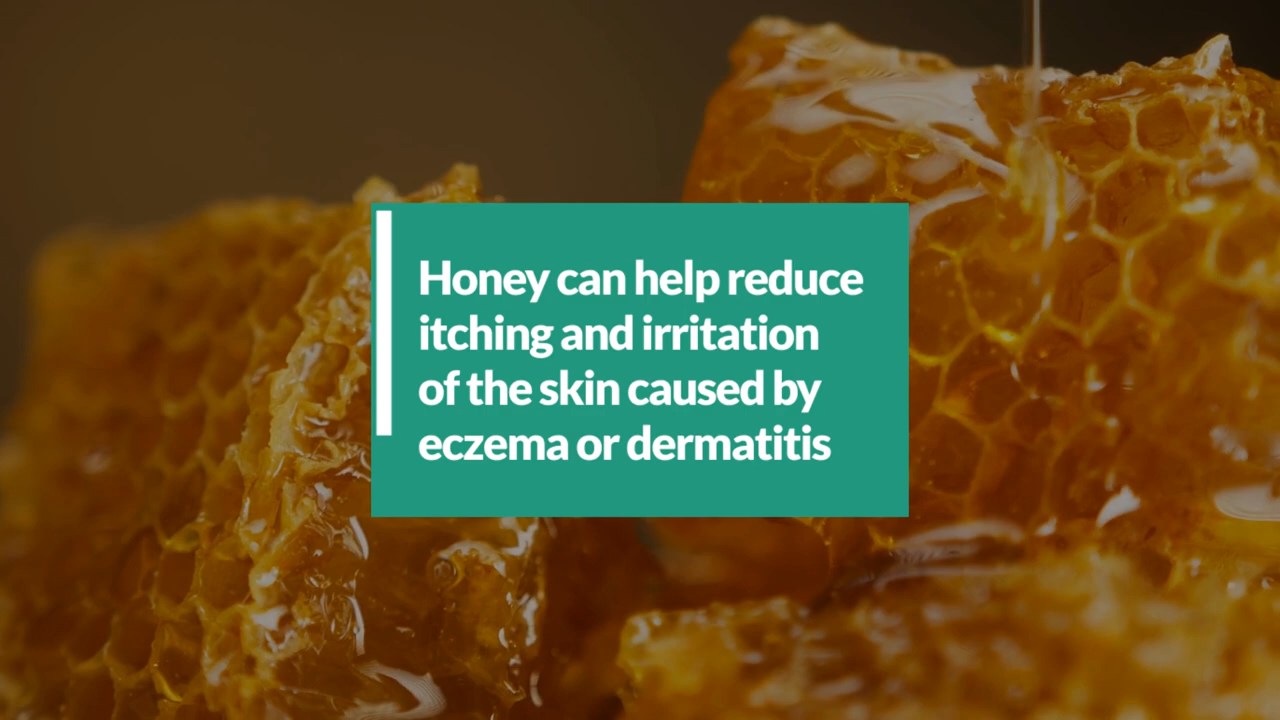 Honey can help reduce
itching and irritation
of the skin caused by
eczema or dermatitis